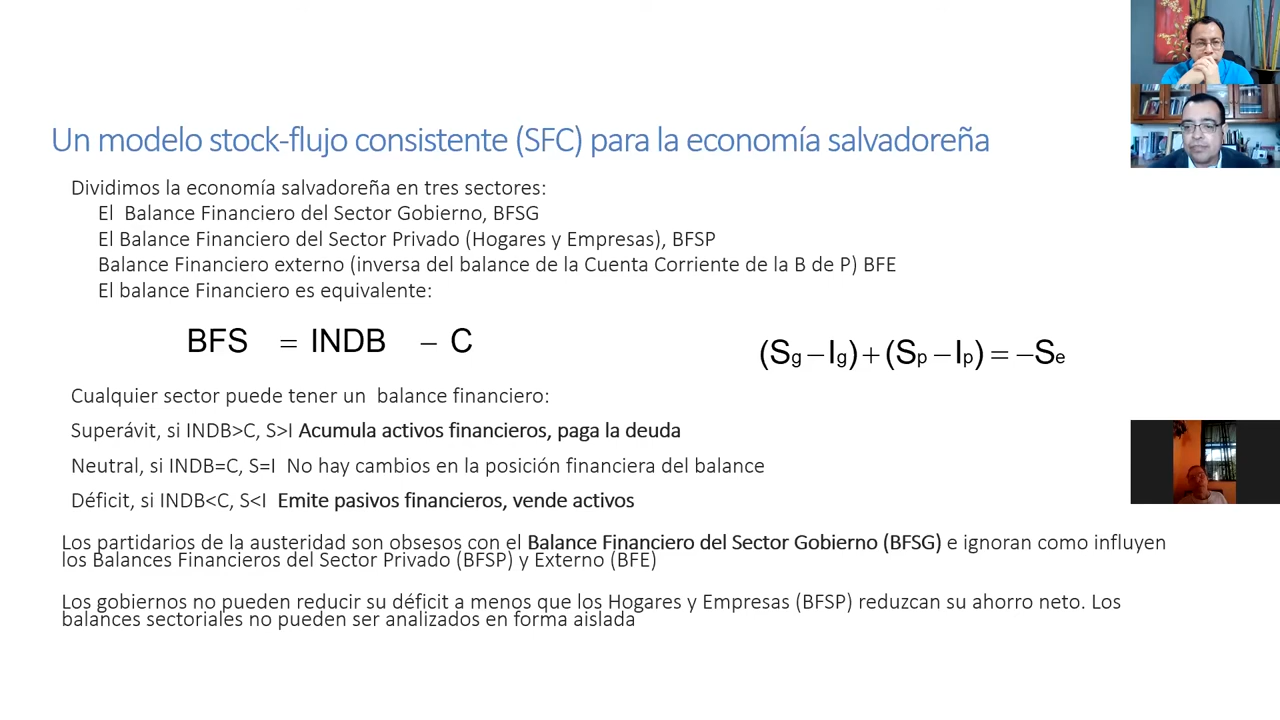 Un modelo stock-flujo consistente (SFC) para la economía salvadoreña
Dividimos la economía salvadoreña en tres sectores:
El Balance Financiero del Sector Gobierno, BFSG
El Balance Financiero del Sector Privado (Hogares y Empresas), BFSP
Balance Financiero externo (inversa del balance de la Cuenta Corriente de la B de P) BFE
El balance Financiero es equivalente:
BFS = INDB − C
(Sg − Ig) + (Sp − Ip) = −Se
Cualquier sector puede tener un balance financiero:
Superávit, si INDB>C, S>I Acumula activos financieros, paga la deuda
Neutral, si INDB=C, S=I No hay cambios en la posición financiera del balance
Déficit, si INDB<C, S<I Emite pasivos financieros, vende activos
Los partidarios de la austeridad son obsesos con el Balance Financiero del Sector Gobierno (BFSG) e ignoran como influyen
los Balances Financieros del Sector Privado (BFSP) y Externo (BFE)
Los gobiernos no pueden reducir su déficit a menos que los Hogares y Empresas (BFSP) reduzcan su ahorro neto. Los
balances sectoriales no pueden ser analizados en forma aislada